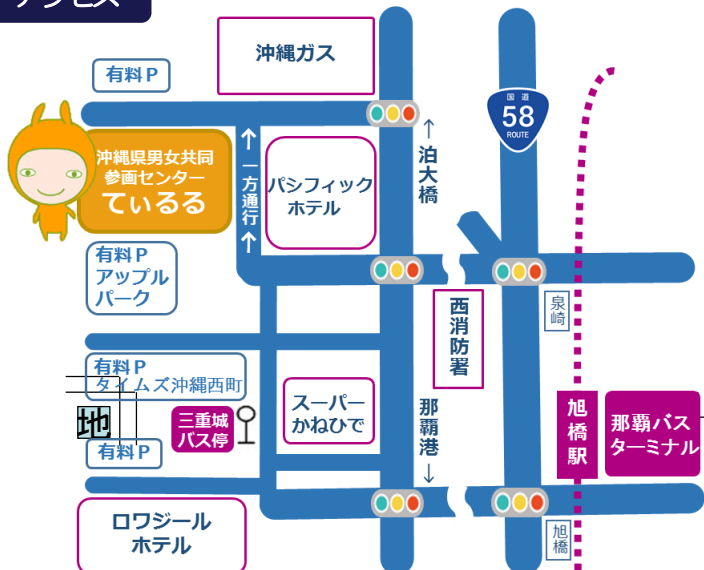 アクセス
沖縄ガス
有料P
国道
58
ROUTE
↑
泊大橋
沖縄県男女共同
参画センター
ているる
↑
一方通行
↑
パシフィック
ホテル
有料P
アップル
パーク
西消防署
泉崎
有料P
タイムズ沖縄西町
地
三重城
バス停
有料P
スーパー
かねひで
那覇港
↓
旭橋駅
那覇バス
ターミナル
ロワジール
ホテル
旭橋